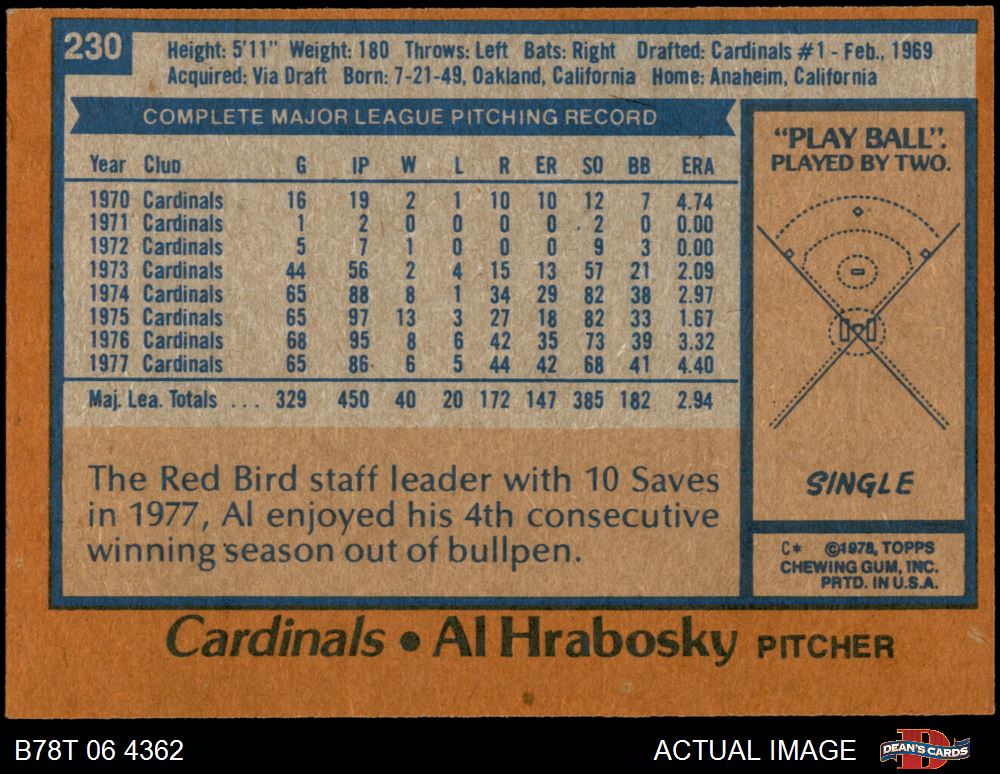 230
Height: 5'11" Weight: 180 Throws: Left Bats: Right Drafted: Cardinals #1 - Feb., 1969
Acquired: Via Draft Born: 7-21-49, Oakland, California Home: Anaheim, California
COMPLETE MAJOR LEAGUE PITCHING RECORD
Year Club G IP W L R ER SO BB ERA
1970 Cardinals 16 19 2 1 10 10 12 7 4.74
1971 Cardinals 1 2 0 0 0 0 2 0 0.00
1972 Cardinals 5 7 1 0 0 0 9 3 0.00
1973 Cardinals 44 56 2 4 15 13 57 21 2.09
1974 Cardinals 65 88 8 1 34 29 82 38 2.97
1975 Cardinals 65 97 13 3 27 18 82 33 1.67
1976 Cardinals 68 95 8 6 42 35 73 39 3.32
1977 Cardinals 65 86 6 5 44 42 68 41 4.40
Maj. Lea. Totals ... 329 450 40 20 172 147 385 182 2.94
The Red Bird staff leader with 10 Saves
in 1977, Al enjoyed his 4th consecutive
winning season out of bullpen.
"PLAY BALL":
PLAYED BY TWO.
SINGLE
C* ©1978, TOPPS
CHEWING GUM, INC.
PRTD. IN U.S.A.
Cardinals • Al Hrabosky PITCHER
B78T 06 4362
ACTUAL IMAGE
DEAN'S CARDS